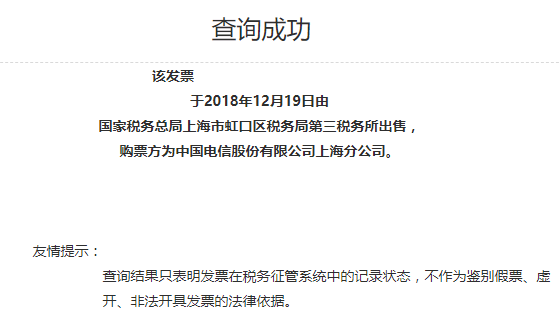 查询成功
该发票
于2018年12月19日由
国家税务总局上海市虹口区税务局第三税务所出售，
购票方为中国电信股份有限公司上海分公司。
友情提示：
查询结果只表明发票在税务征管系统中的记录状态，不作为鉴别假票、虚
开、非法开具发票的法律依据。